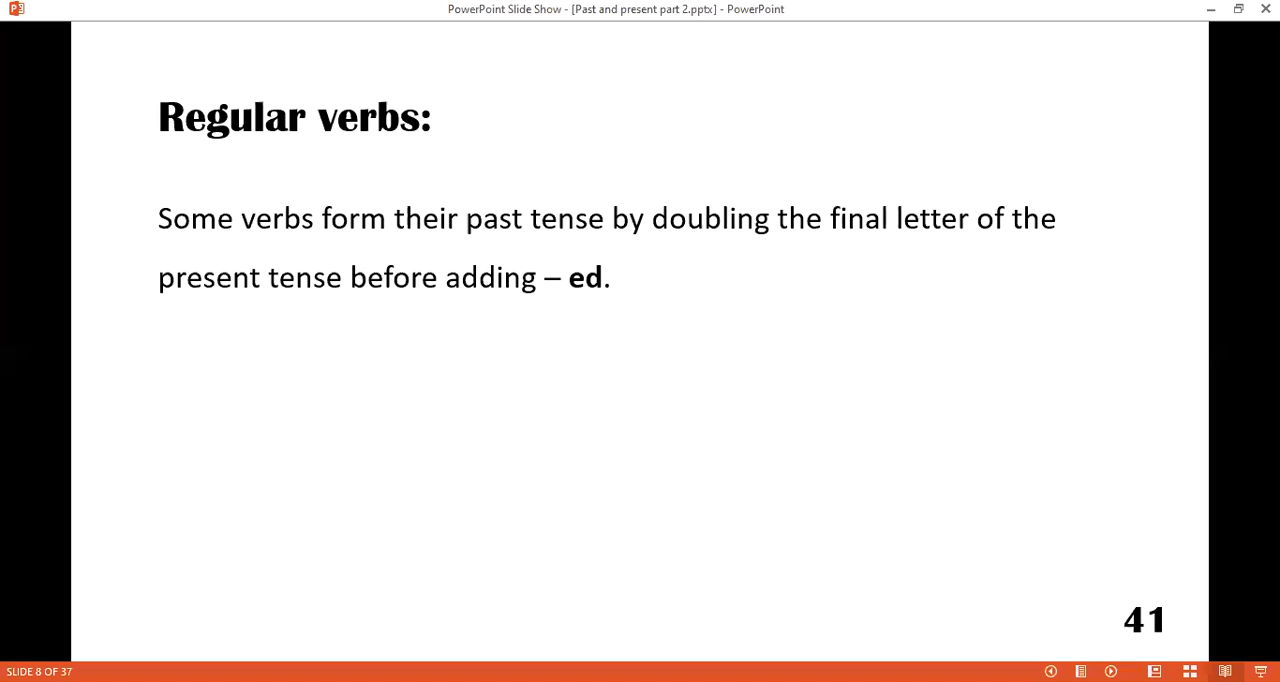 PowerPoint Slide Show - [Past and present part 2.pptx] - PowerPoint
Regular verbs:
Some verbs form their past tense by doubling the final letter of the
present tense before adding – ed.
41
SLIDE 8 OF 37